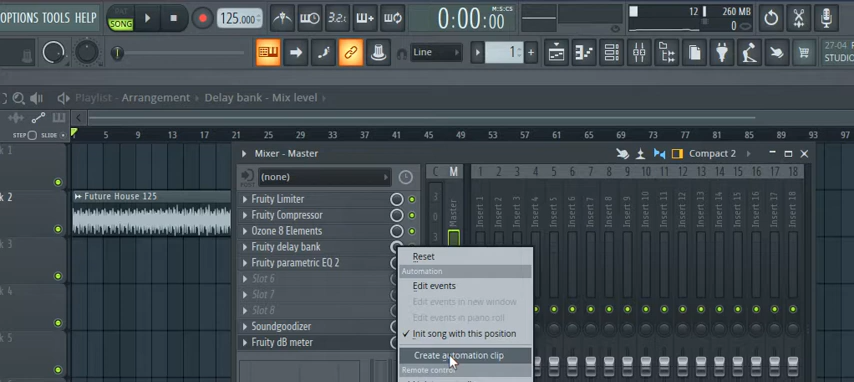 OPTIONS TOOLS HELP
PAT
SONG
125.000
3.2.
0:00:00
M:S:CS
12
260 MB
0
27-04
STUDIO
Line
1
Playlist - Arrangement › Delay bank - Mix level ›
STEP SLIDE
5 9 13 17 21 25 29 33 37 41 45 49 53 57 61 65 69 73 77 81 85 89 93 97
Mixer - Master
Compact 2
k 1
(none)
POST
C M 1 2 3 4 5 6 7 8 9 10 11 12 13 14 15 16 17 18
k 2
Future House 125
Fruity Limiter
Fruity Compressor
Ozone 8 Elements
Fruity delay bank
Fruity parametric EQ 2
Slot 6
Slot 7
Slot 8
Soundgoodizer
Fruity dB meter
Master
Insert 1
Insert 2
Insert 3
Insert 4
Insert 5
Insert 6
Insert 7
Insert 8
Insert 9
Insert 10
Insert 11
Insert 12
Insert 13
Insert 14
Insert 15
Insert 16
Insert 17
Insert 18
k 3
k 4
k 5
Reset
Automation
Edit events
Edit events in new window
Edit events in piano roll
Init song with this position
Create automation clip
Remote control